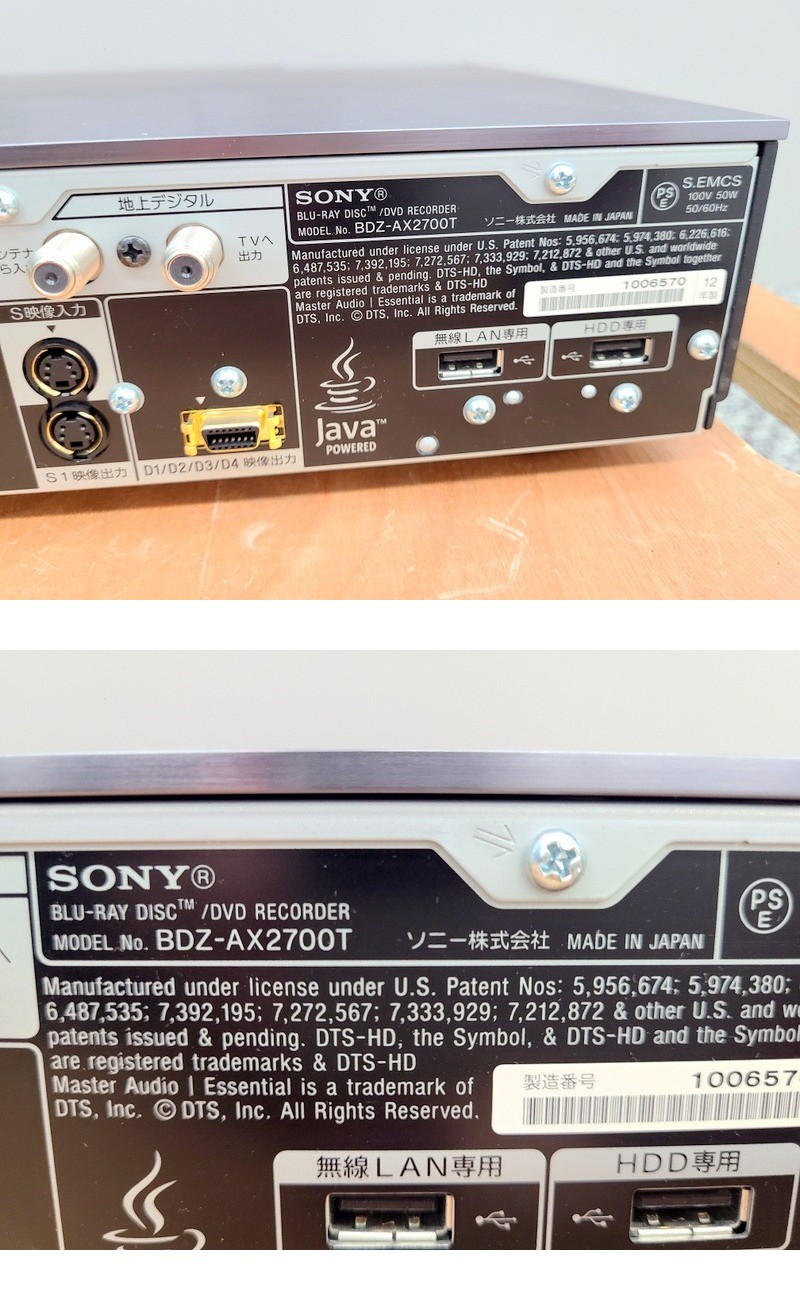 地上デジタル
TVへ
出力
S映像入力
S1映像出力
D1/D2/D3/D4 映像出力
SONY®
BLU-RAY DISC™ /DVD RECORDER
MODEL No. BDZ-AX2700T ソニー株式会社 MADE IN JAPAN
PS
E
S.EMCS
100V 50W
50/60Hz
Manufactured under license under U.S. Patent Nos: 5,956,674; 5,974,380; 6,226,616;
6,487,535; 7,392,195; 7,272,567; 7,333,929; 7,212,872 & other U.S. and worldwide
patents issued & pending. DTS-HD, the Symbol, & DTS-HD and the Symbol together
are registered trademarks & DTS-HD
Master Audio | Essential is a trademark of
DTS, Inc. © DTS, Inc. All Rights Reserved.
製造番号 1006570 12
年製
無線LAN専用
HDD専用
Java™
POWERED
SONY®
BLU-RAY DISC™ /DVD RECORDER
MODEL No. BDZ-AX2700T ソニー株式会社 MADE IN JAPAN
PS
E
Manufactured under license under U.S. Patent Nos: 5,956,674; 5,974,380;
6,487,535; 7,392,195; 7,272,567; 7,333,929; 7,212,872 & other U.S. and wo
patents issued & pending. DTS-HD, the Symbol, & DTS-HD and the Symbol
are registered trademarks & DTS-HD
Master Audio | Essential is a trademark of
DTS, Inc. © DTS, Inc. All Rights Reserved.
製造番号 100657
無線LAN専用
HDD専用